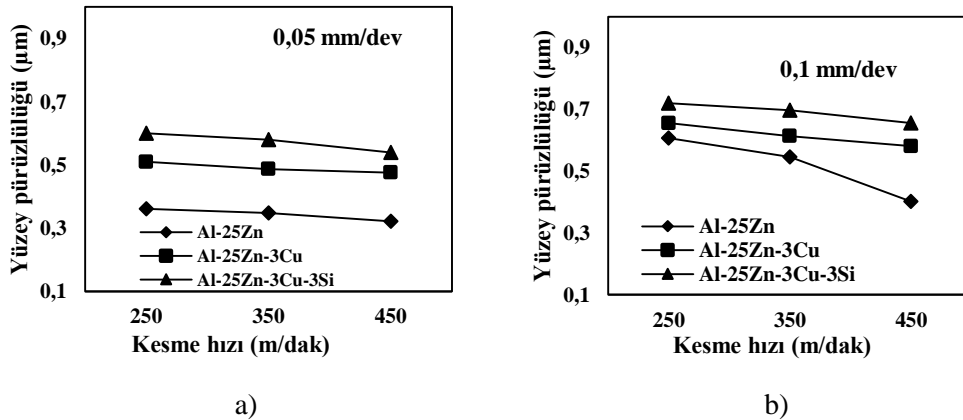 0,05 mm/dev
Yüzey pürüzlülüğü (µm)
0,9
0,7
0,5
0,3
0,1
Al-25Zn
Al-25Zn-3Cu
Al-25Zn-3Cu-3Si
250 350 450
Kesme hızı (m/dak)
a)
0,1 mm/dev
Yüzey pürüzlülüğü (µm)
0,9
0,7
0,5
0,3
0,1
Al-25Zn
Al-25Zn-3Cu
Al-25Zn-3Cu-3Si
250 350 450
Kesme hızı (m/dak)
b)